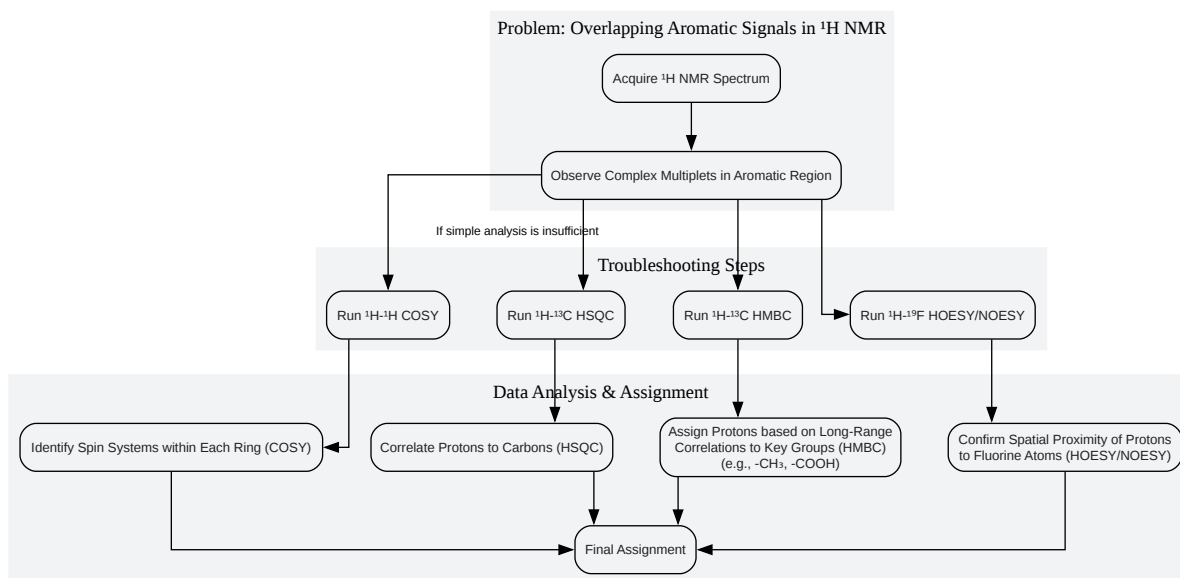 Problem: Overlapping Aromatic Signals in ¹H NMR
Acquire ¹H NMR Spectrum
Observe Complex Multiplets in Aromatic Region
If simple analysis is insufficient
Troubleshooting Steps
Run ¹H-¹H COSY
Run ¹H-¹³C HSQC
Run ¹H-¹³C HMBC
Run ¹H-¹⁹F HOESY/NOESY
Data Analysis & Assignment
Identify Spin Systems within Each Ring (COSY)
Correlate Protons to Carbons (HSQC)
Assign Protons based on Long-Range
Correlations to Key Groups (HMBC)
(e.g., -CH₃, -COOH)
Confirm Spatial Proximity of Protons
to Fluorine Atoms (HOESY/NOESY)
Final Assignment